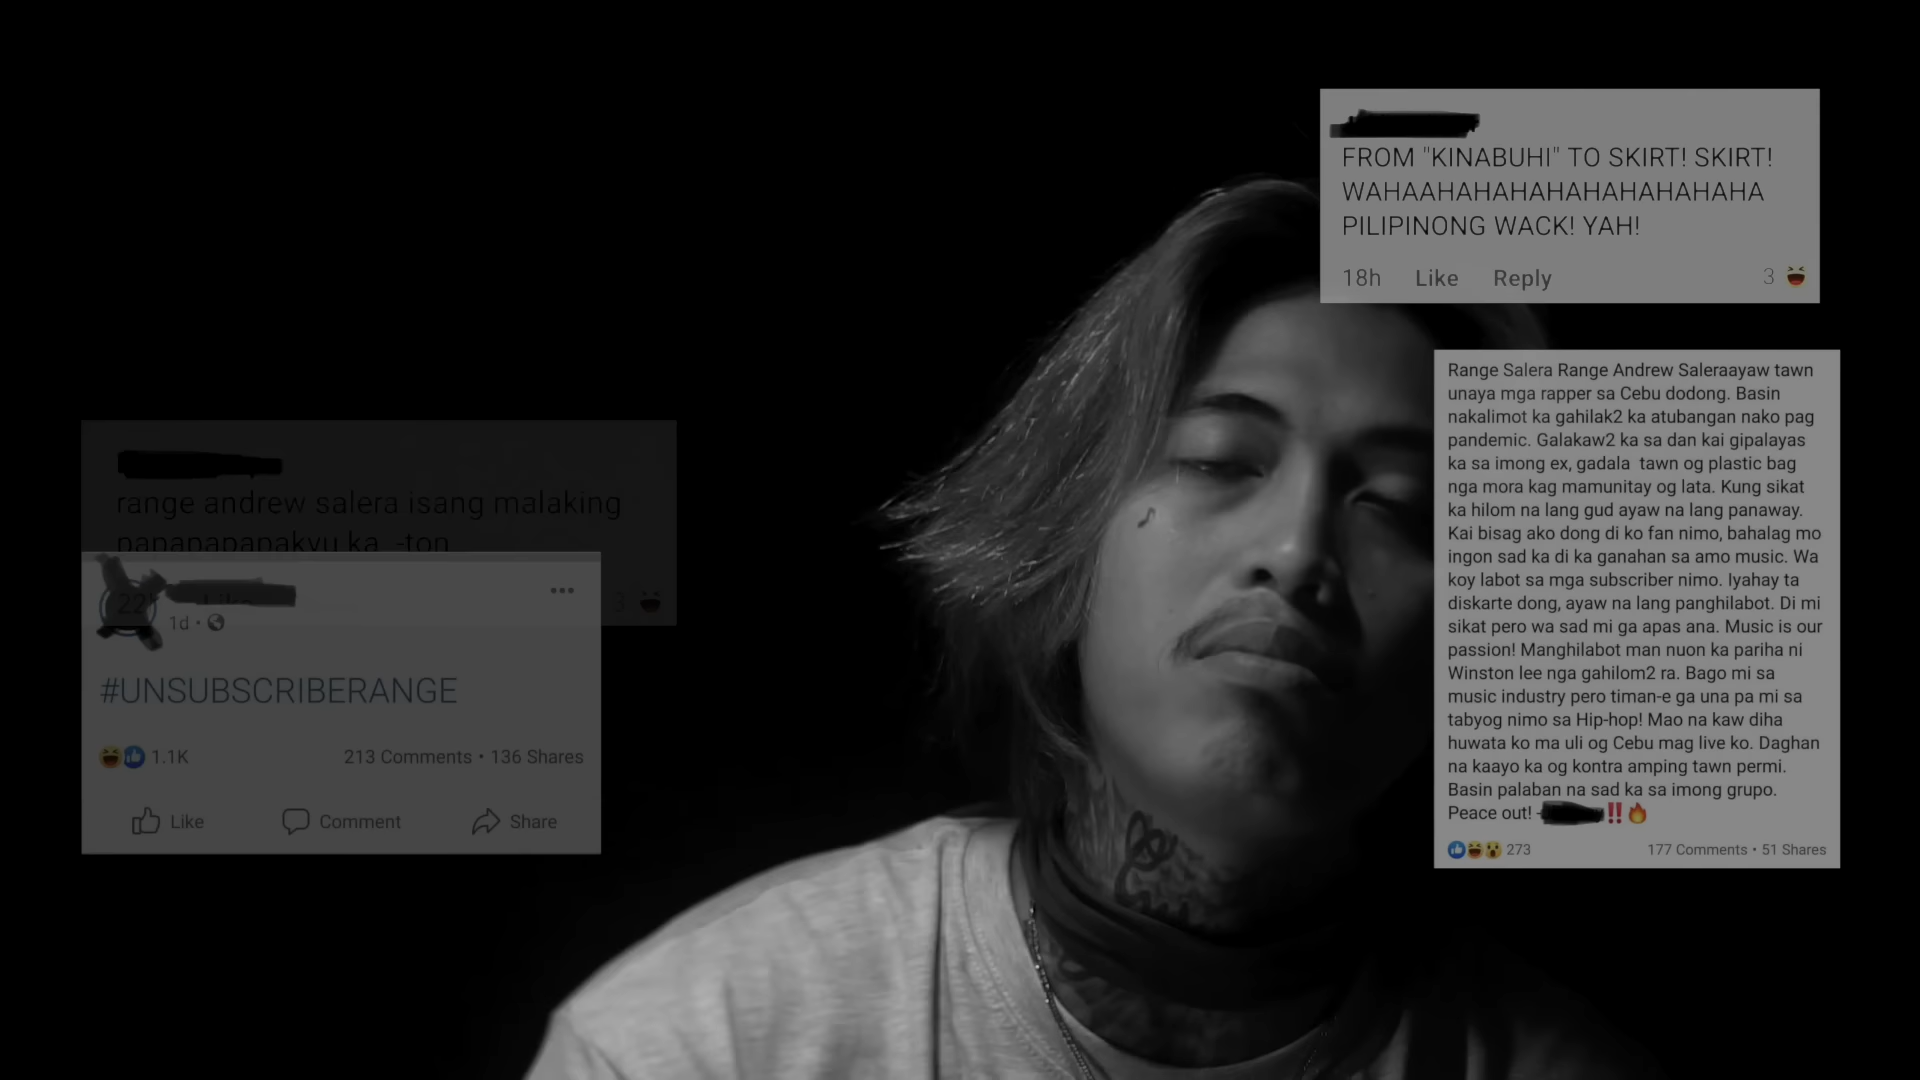 FROM "KINABUHI" TO SKIRT! SKIRT!
WAHAAHAHAHAHAHAHAHAHAHA
PILIPINONG WACK! YAH!
18h Like Reply 3
Range Salera Range Andrew Saleraayaw tawn
unaya mga rapper sa Cebu dodong. Basin
nakalimot ka gahilak2 ka atubangan nako pag
pandemic. Galakaw2 ka sa dan kai gipalayas
ka sa imong ex, gadala tawn og plastic bag
nga mora kag mamunitay og lata. Kung sikat
ka hilom na lang gud ayaw na lang panaway.
Kai bisag ako dong di ko fan nimo, bahalag mo
ingon sad ka di ka ganahan sa amo music. Wa
koy labot sa mga subscriber nimo. Iyahay ta
diskarte dong, ayaw na lang panghilabot. Di mi
sikat pero wa sad mi ga apas ana. Music is our
passion! Manghilabot man nuon ka pariha ni
Winston lee nga gahilom2 ra. Bago mi sa
music industry pero timan-e ga una pa mi sa
tabyog nimo sa Hip-hop! Mao na kaw diha
huwata ko ma uli og Cebu mag live ko. Daghan
na kaayo ka og kontra amping tawn permi.
Basin palaban na sad ka sa imong grupo.
Peace out! - ‼️🔥
273 177 Comments • 51 Shares
range andrew salera isang malaking
papapapapakyu ka. -ton
22h Like 3
1d •
#UNSUBSCRIBERANGE
1.1K 213 Comments • 136 Shares
Like Comment Share